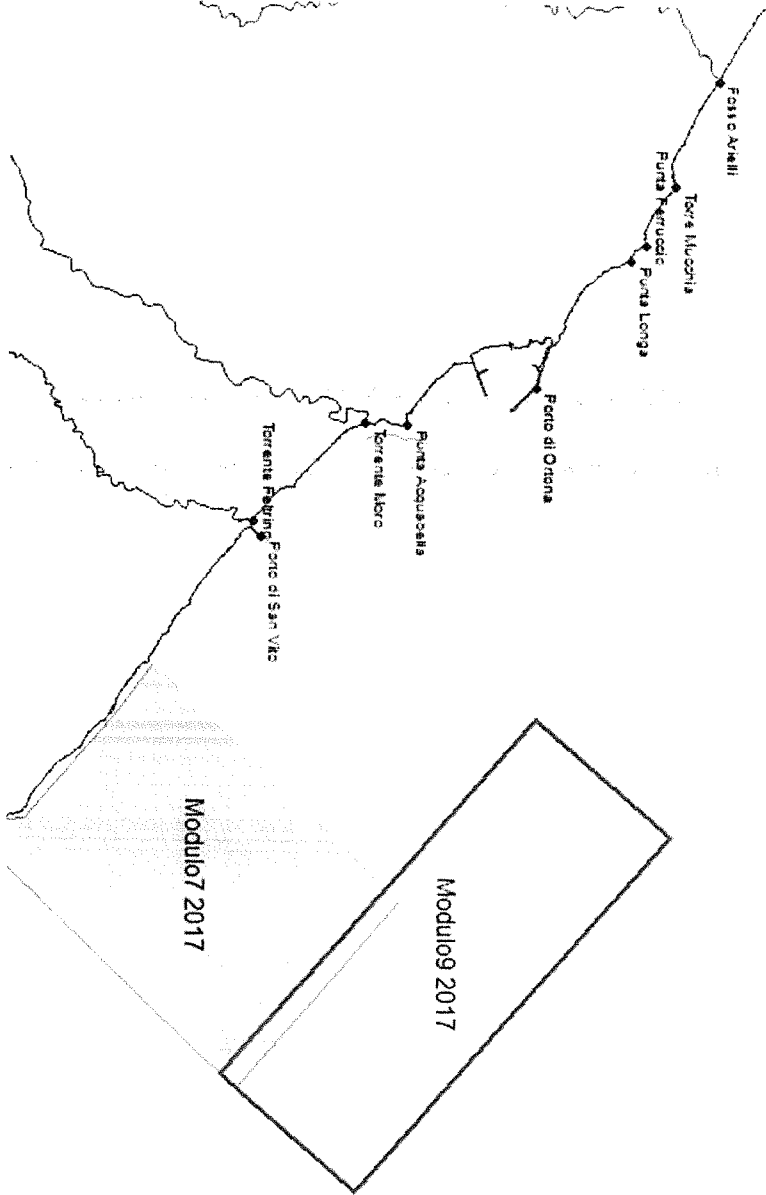 Fosso Arielli
Torre Mucchia
Punta Ferruccio
Punta Longa
Porto di Ortona
Punta Acquabella
Torrente Moro
Torrente Feltrino
Porto di San Vito
Modulo7 2017
Modulo9 2017